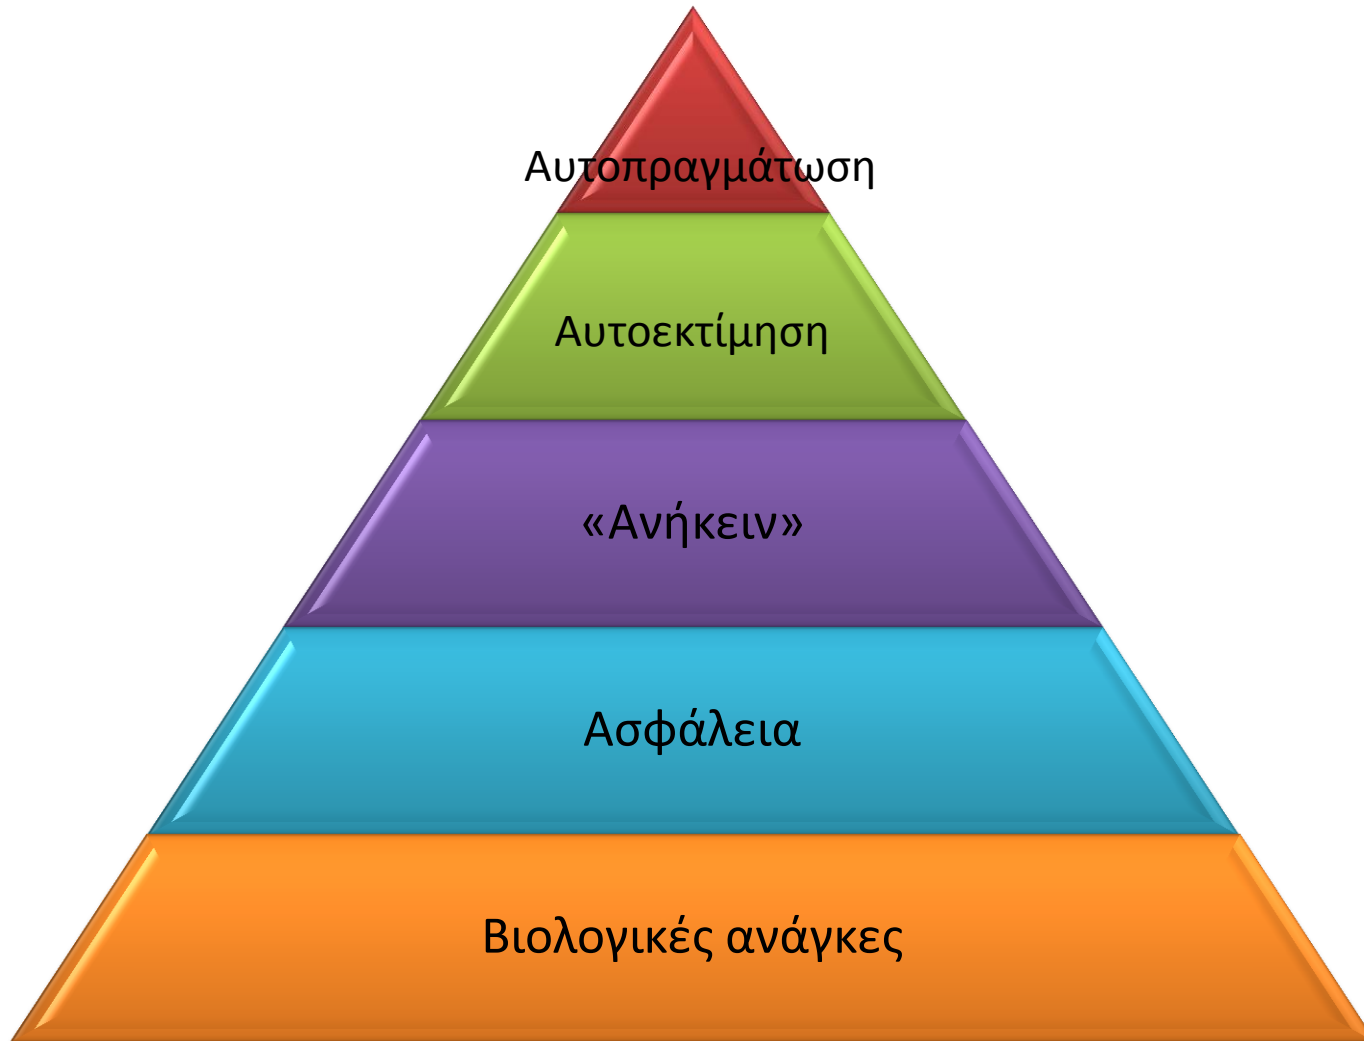 Αυτοπραγμάτωση
Αυτοεκτίμηση
«Ανήκειν»
Ασφάλεια
Βιολογικές ανάγκες